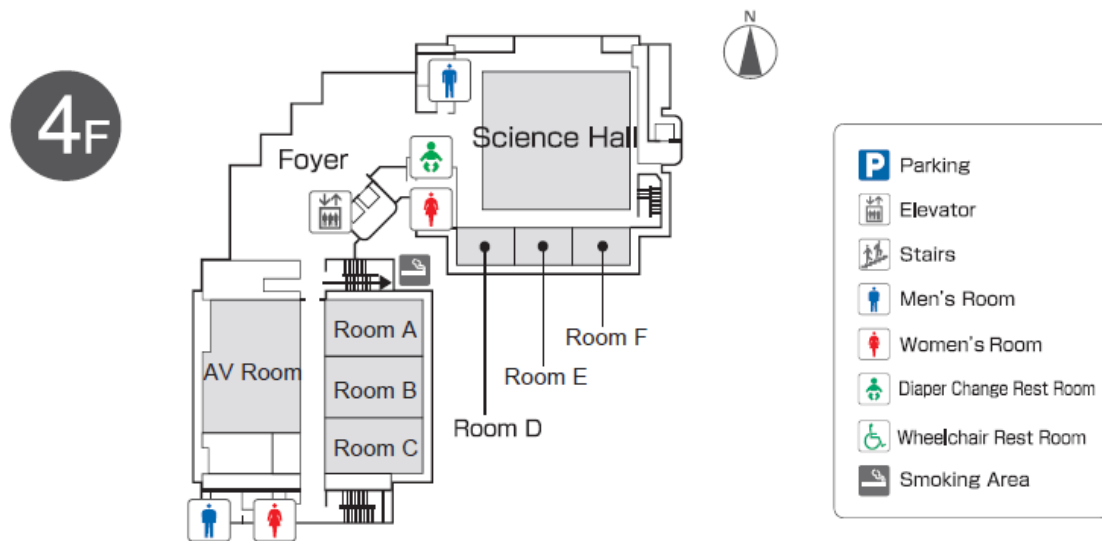 N
4F
Science Hall
Foyer
Room A
Room F
AV Room
Room E
Room B
Room D
Room C
P Parking
Elevator
Stairs
Men's Room
Women's Room
Diaper Change Rest Room
Wheelchair Rest Room
Smoking Area